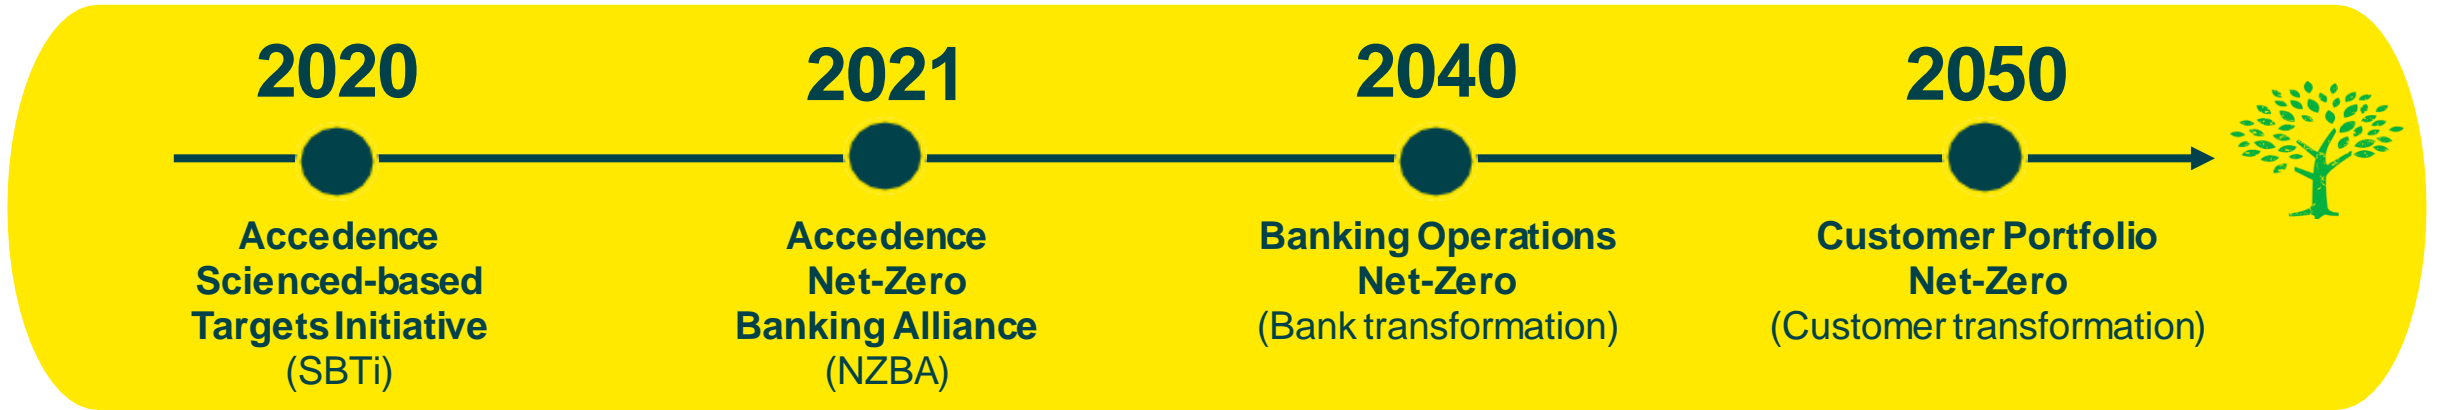 2020
Accedence
Scienced-based
Targets Initiative
(SBTi)
2021
Accedence
Net-Zero
Banking Alliance
(NZBA)
2040
Banking Operations
Net-Zero
(Bank transformation)
2050
Customer Portfolio
Net-Zero
(Customer transformation)